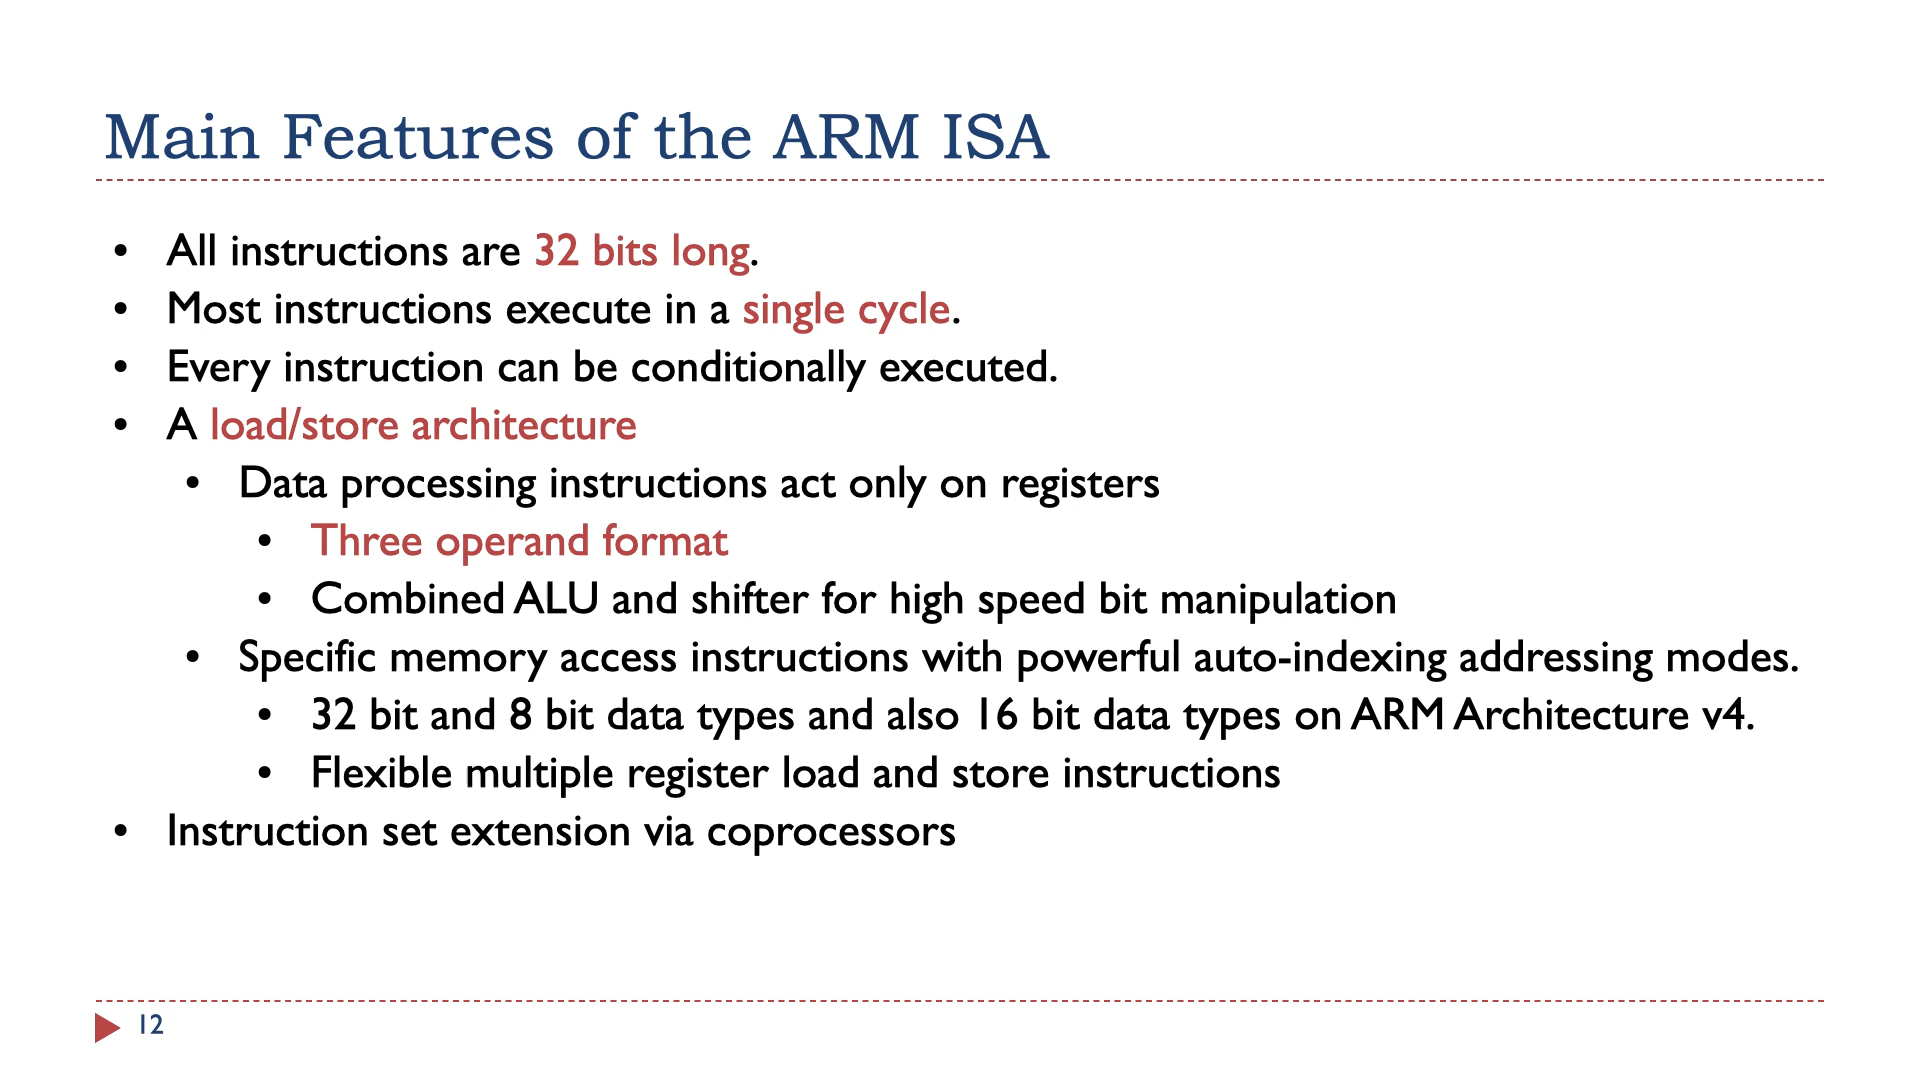 Main Features of the ARM ISA
• All instructions are 32 bits long.
• Most instructions execute in a single cycle.
• Every instruction can be conditionally executed.
• A load/store architecture
• Data processing instructions act only on registers
• Three operand format
• Combined ALU and shifter for high speed bit manipulation
• Specific memory access instructions with powerful auto-indexing addressing modes.
• 32 bit and 8 bit data types and also 16 bit data types on ARM Architecture v4.
• Flexible multiple register load and store instructions
• Instruction set extension via coprocessors
12